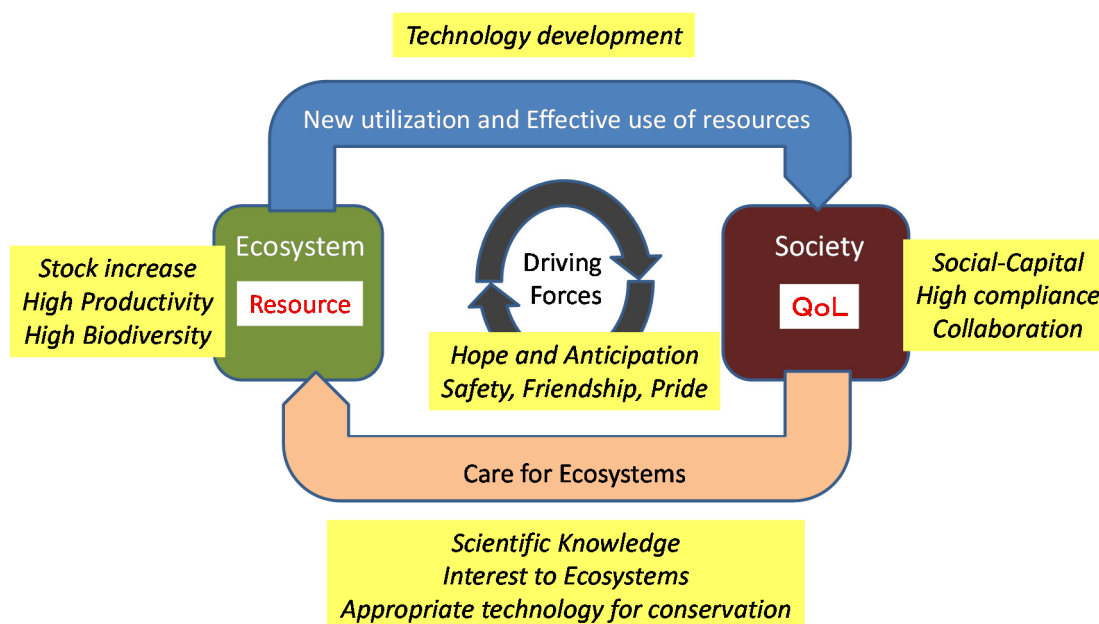 Technology development
New utilization and Effective use of resources
Ecosystem
Resource
Stock increase
High Productivity
High Biodiversity
Driving
Forces
Hope and Anticipation
Safety, Friendship, Pride
Society
QoL
Social-Capital
High compliance
Collaboration
Care for Ecosystems
Scientific Knowledge
Interest to Ecosystems
Appropriate technology for conservation